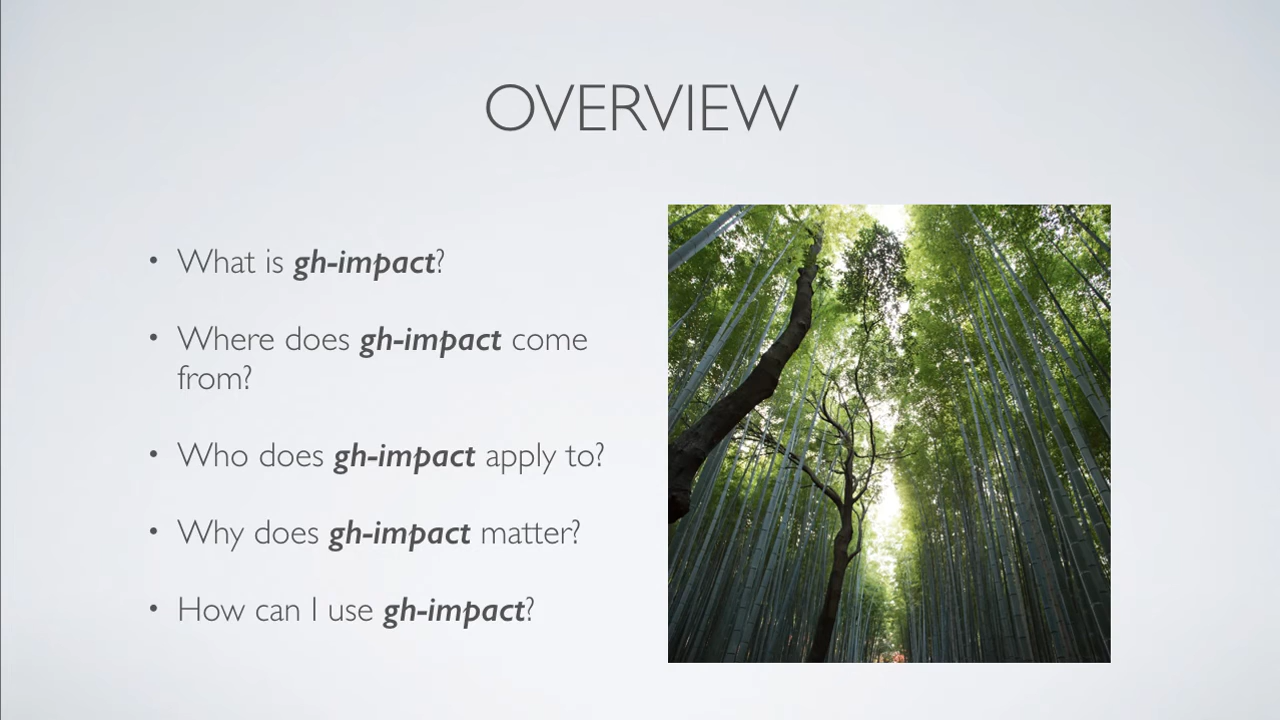 OVERVIEW
• What is gh-impact?
• Where does gh-impact come
from?
• Who does gh-impact apply to?
• Why does gh-impact matter?
• How can I use gh-impact?